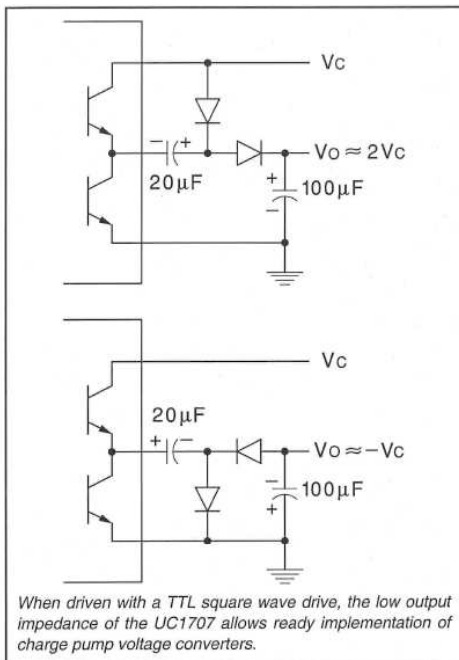 VC
− +
20µF
VO ≈ 2VC
+
100µF
−
VC
20µF
+ −
VO ≈ −VC
−
100µF
+
When driven with a TTL square wave drive, the low output
impedance of the UC1707 allows ready implementation of
charge pump voltage converters.